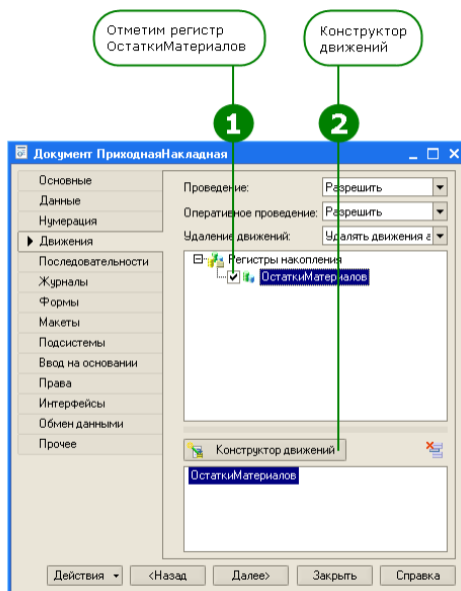 Отметим регистр
ОстаткиМатериалов
Конструктор
движений
1
2
Документ ПриходнаяНакладная
Основные
Данные
Нумерация
Движения
Последовательности
Журналы
Формы
Макеты
Подсистемы
Ввод на основании
Права
Интерфейсы
Обмен данными
Прочее
Проведение: Разрешить
Оперативное проведение: Разрешить
Удаление движений: Удалять движения а
Регистры накопления
ОстаткиМатериалов
Конструктор движений
ОстаткиМатериалов
Действия <Назад Далее> Закрыть Справка